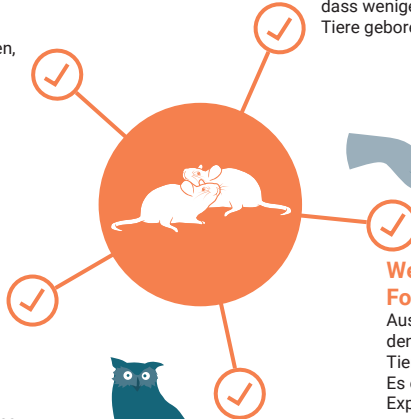 dass wenige
Tiere gebore
en,
We
Fo
Aus
der
Tie
Es
Exp